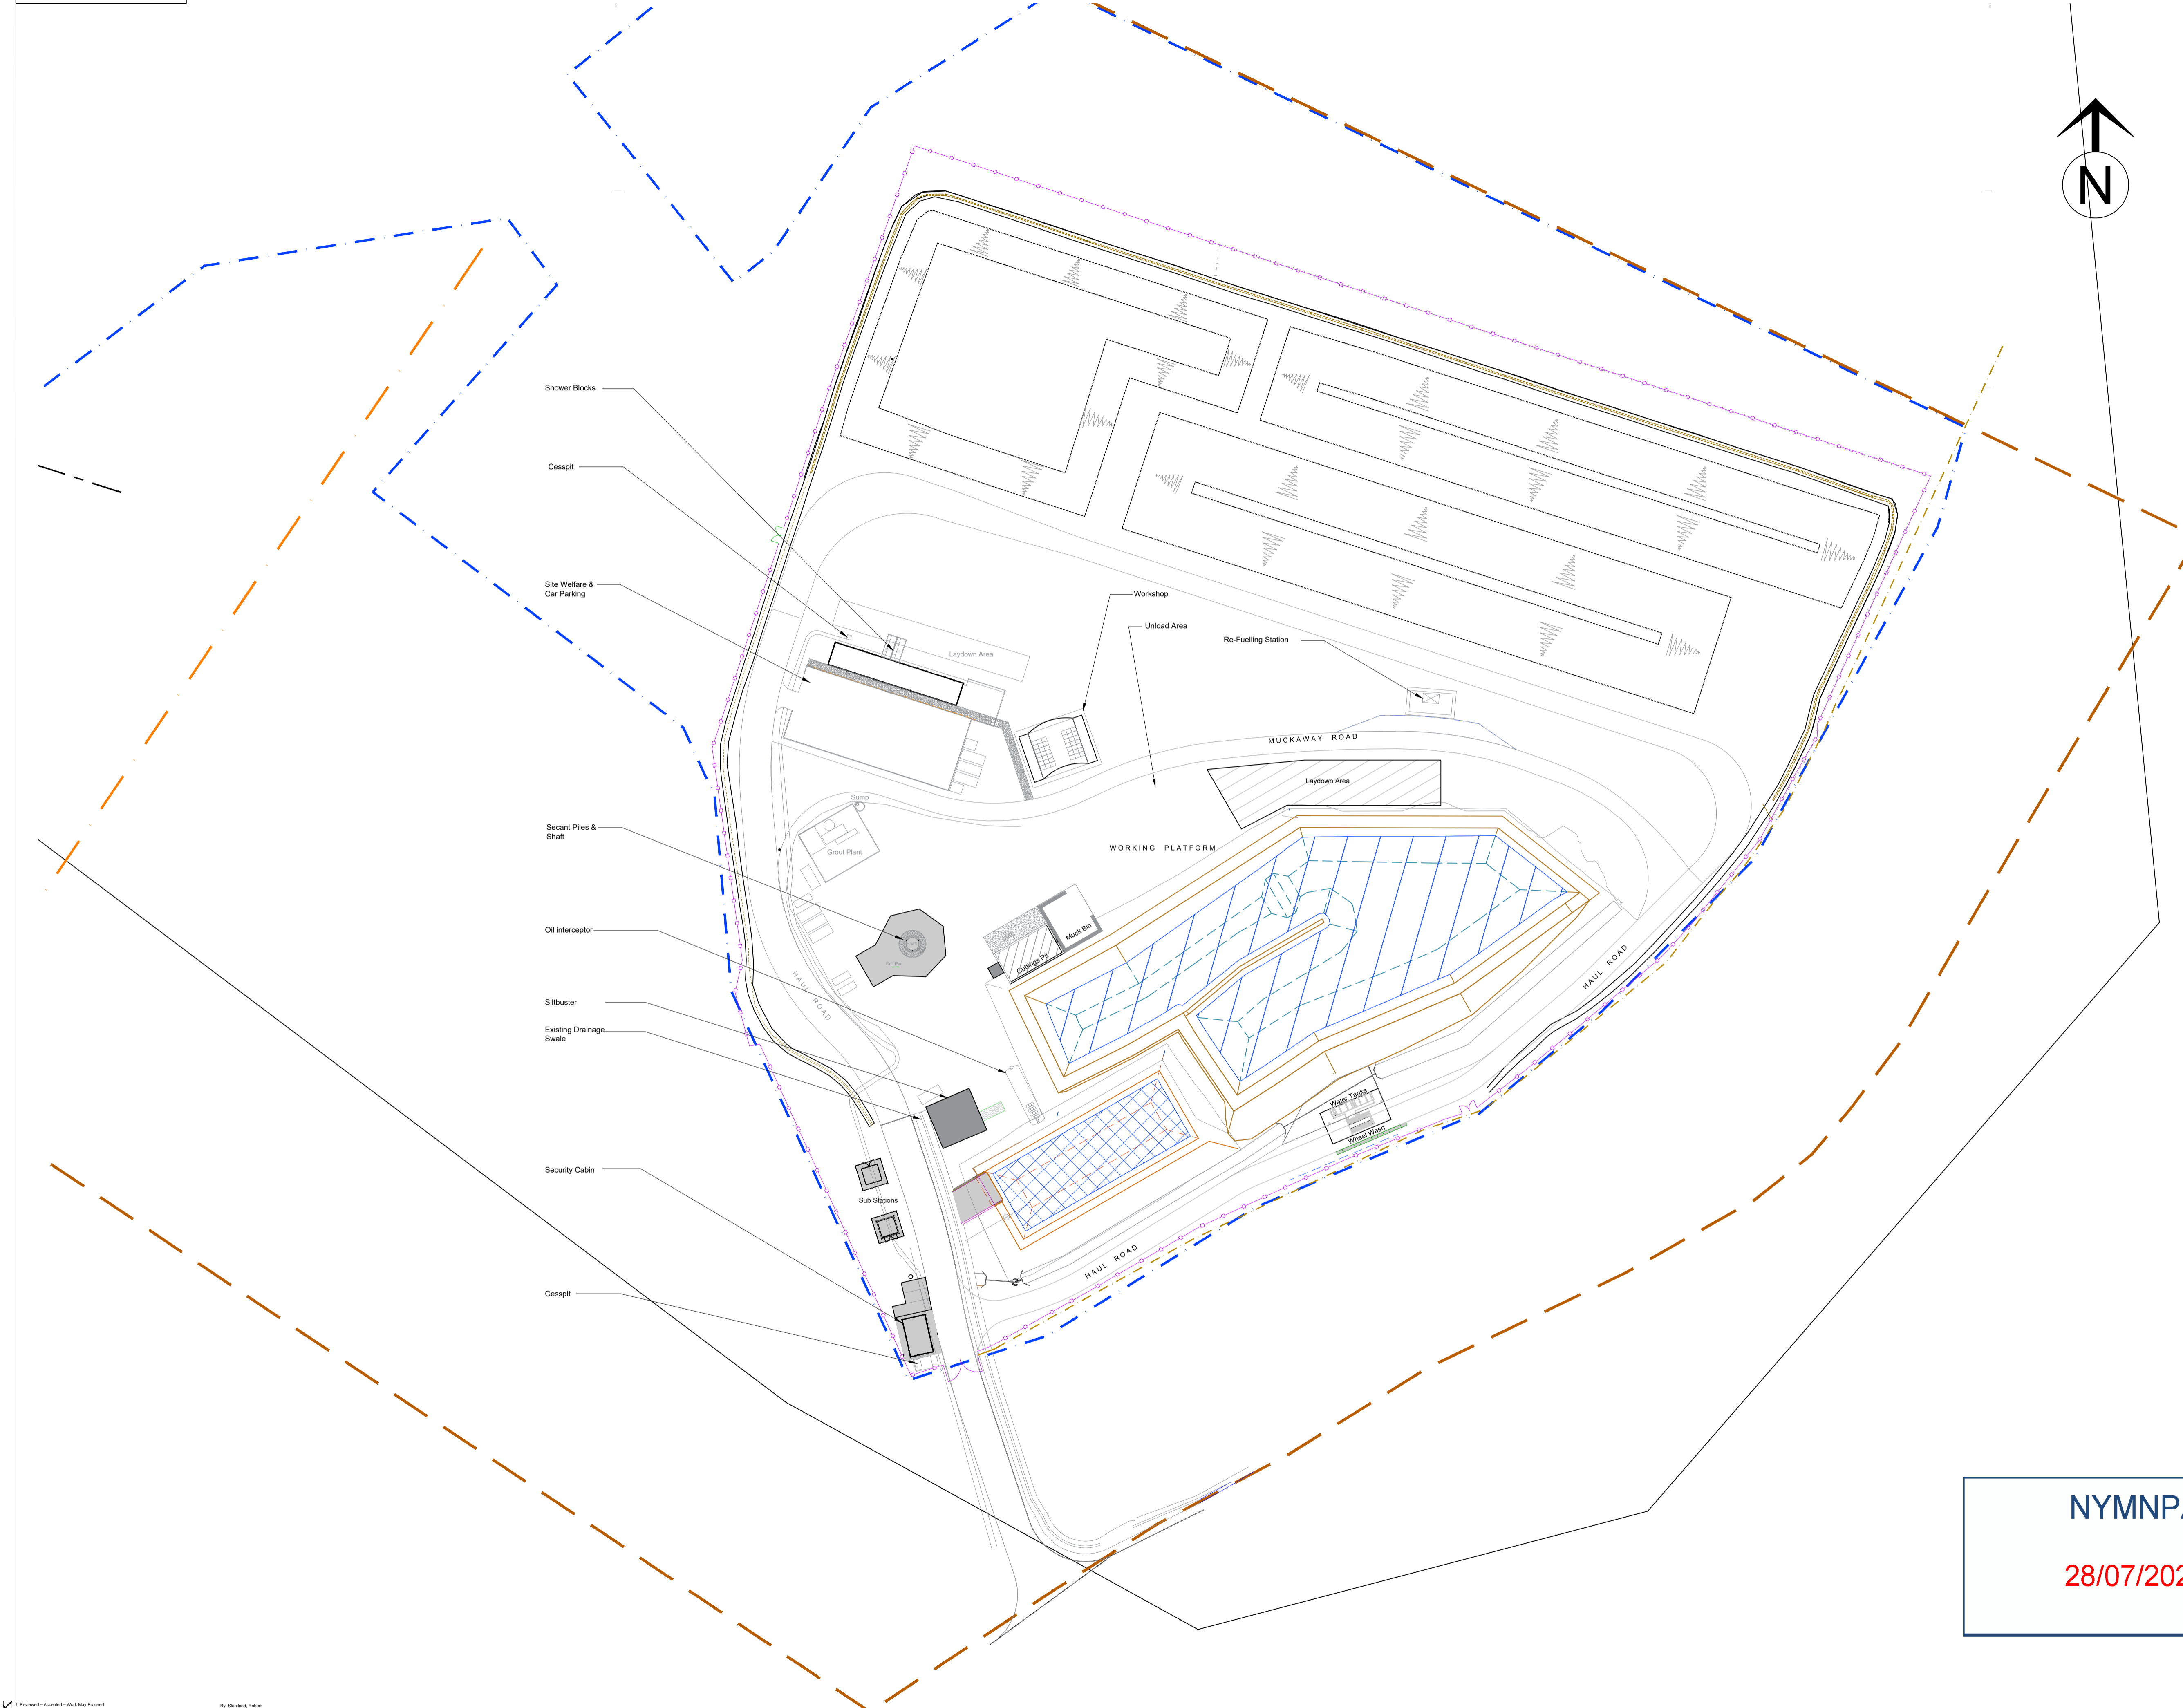 N
Shower Blocks
Cesspit
Site Welfare &
Car Parking
Workshop
Unload Area
Re-Fuelling Station
Laydown Area
MUCKAWAY ROAD
Laydown Area
Sump
Grout Plant
Secant Piles &
Shaft
WORKING PLATFORM
Muck Bin
Cuttings Pit
Oil interceptor
HAUL ROAD
HAUL ROAD
Siltbuster
Existing Drainage
Swale
Water Tanks
Wheel Wash
Security Cabin
Sub Stations
HAUL ROAD
Cesspit
NYMNPA
28/07/202
1. Reviewed – Accepted – Work May Proceed
By: Staniland, Robert